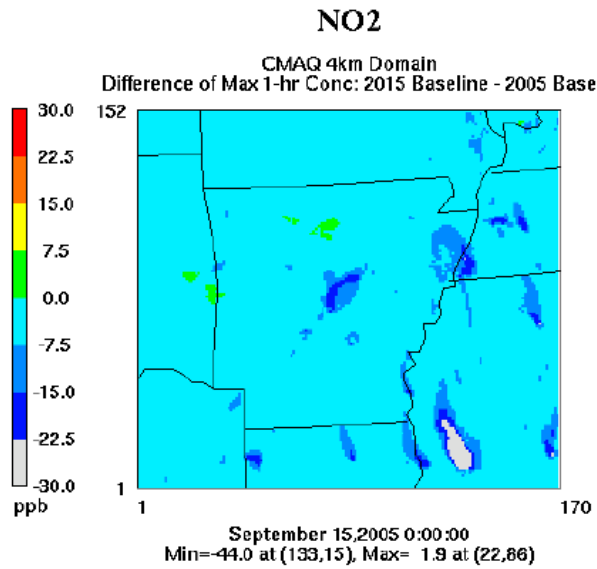 NO2
CMAQ 4km Domain
Difference of Max 1-hr Conc: 2015 Baseline - 2005 Base
30.0
22.5
15.0
7.5
0.0
-7.5
-15.0
-22.5
-30.0
ppb
152
1
1
170
September 15,2005 0:00:00
Min=-44.0 at (133,15), Max= 1.9 at (22,86)